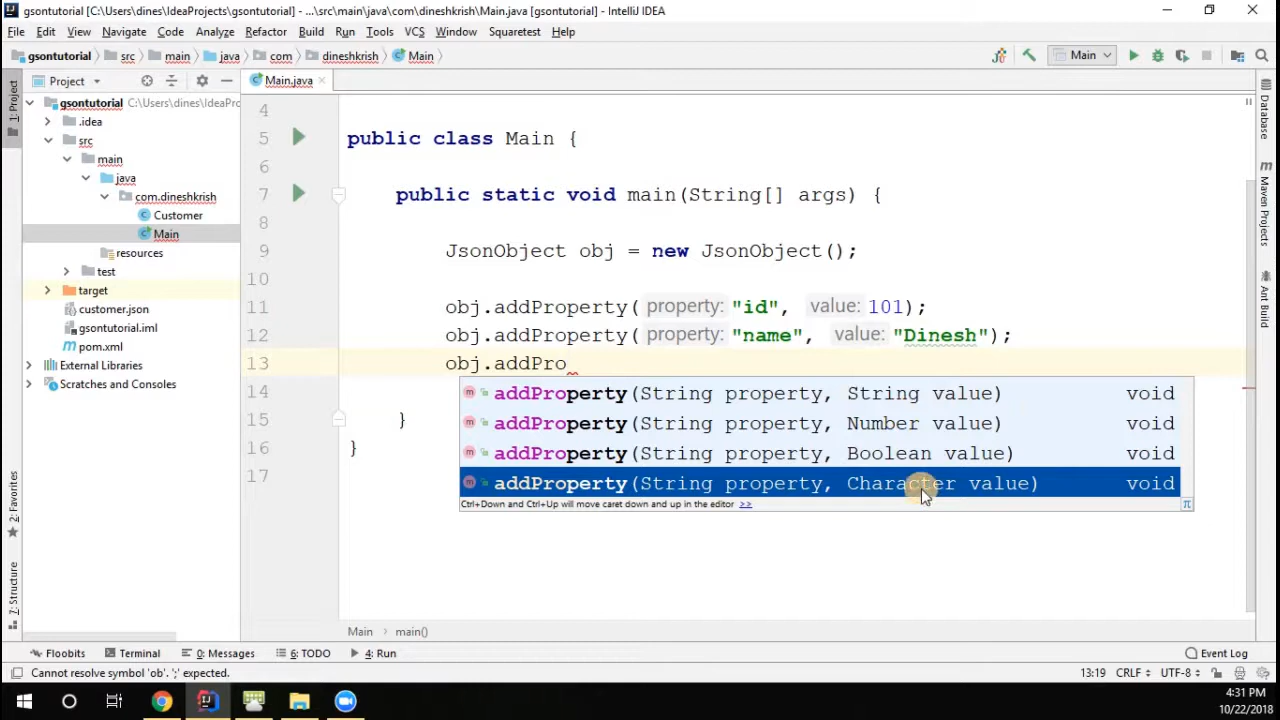 gsontutorial [C:\Users\dines\IdeaProjects\gsontutorial] - ...\src\main\java\com\dineshkrish\Main.java [gsontutorial] - IntelliJ IDEA
File Edit View Navigate Code Analyze Refactor Build Run Tools VCS Window Squaretest Help
gsontutorial src main java com dineshkrish Main Main
Project Main.java
1: Project
gsontutorial C:\Users\dines\IdeaPro
.idea
src
main
java
com.dineshkrish
Customer
Main
resources
test
target
customer.json
gsontutorial.iml
pom.xml
External Libraries
Scratches and Consoles
2: Favorites
7: Structure
4
5 public class Main {
6
7 public static void main(String[] args) {
8
9 JsonObject obj = new JsonObject();
10
11 obj.addProperty( property: "id", value: 101);
12 obj.addProperty( property: "name", value: "Dinesh");
13 obj.addPro
14
15 }
16 }
17
addProperty(String property, String value) void
addProperty(String property, Number value) void
addProperty(String property, Boolean value) void
addProperty(String property, Character value) void
Ctrl+Down and Ctrl+Up will move caret down and up in the editor >> π
Database
m Maven Projects
Ant Build
Main main()
Floobits Terminal 0: Messages 6: TODO 4: Run Event Log
Cannot resolve symbol 'ob'. ';' expected. 13:19 CRLF UTF-8
4:31 PM
10/22/2018